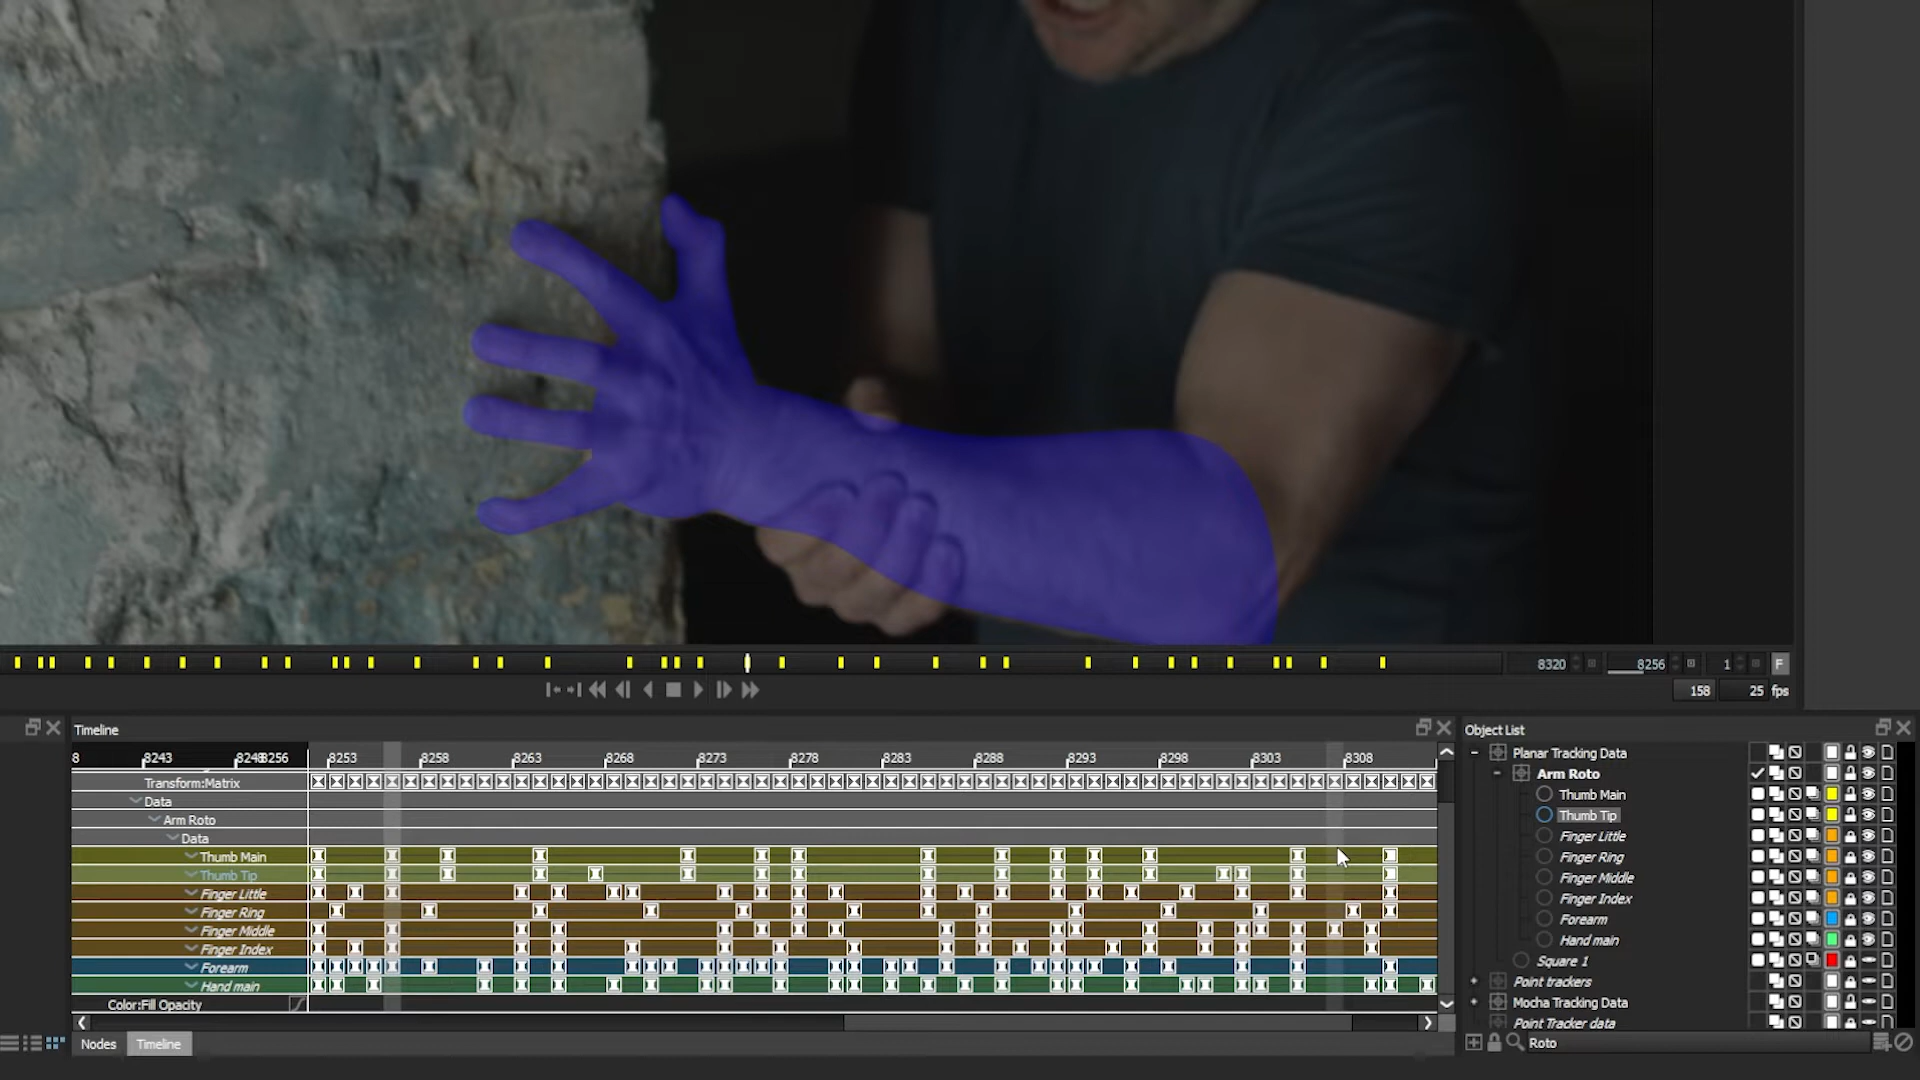 8320 8256 1 F
158 25 fps
Timeline
8 8243 8248 8256 8253 8258 8263 8268 8273 8278 8283 8288 8293 8298 8303 8308
Transform:Matrix
Data
Arm Roto
Data
Thumb Main
Thumb Tip
Finger Little
Finger Ring
Finger Middle
Finger Index
Forearm
Hand main
Color:Fill Opacity
Nodes Timeline
Object List
Planar Tracking Data
Arm Roto
Thumb Main
Thumb Tip
Finger Little
Finger Ring
Finger Middle
Finger Index
Forearm
Hand main
Square 1
Point trackers
Mocha Tracking Data
Point Tracker data
Roto